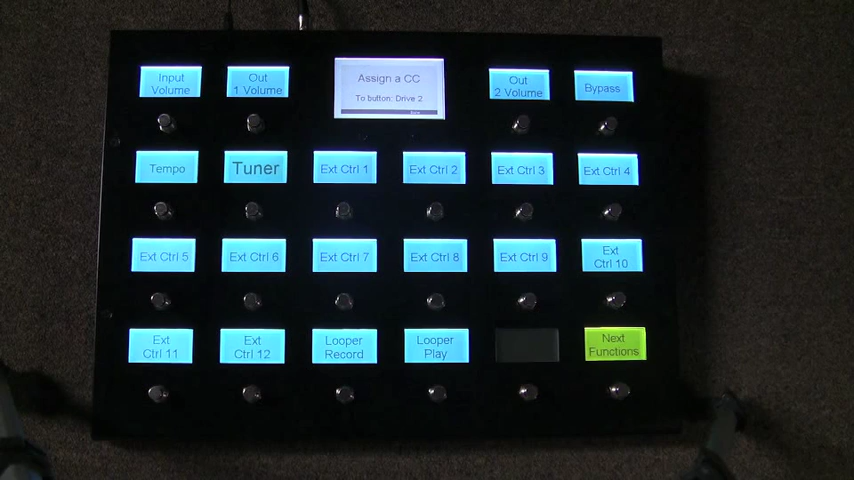 Input
Volume
Out
1 Volume
Assign a CC
To button: Drive 2
Out
2 Volume
Bypass
Tempo
Tuner
Ext Ctrl 1
Ext Ctrl 2
Ext Ctrl 3
Ext Ctrl 4
Ext Ctrl 5
Ext Ctrl 6
Ext Ctrl 7
Ext Ctrl 8
Ext Ctrl 9
Ext
Ctrl 10
Ext
Ctrl 11
Ext
Ctrl 12
Looper
Record
Looper
Play
Next
Functions